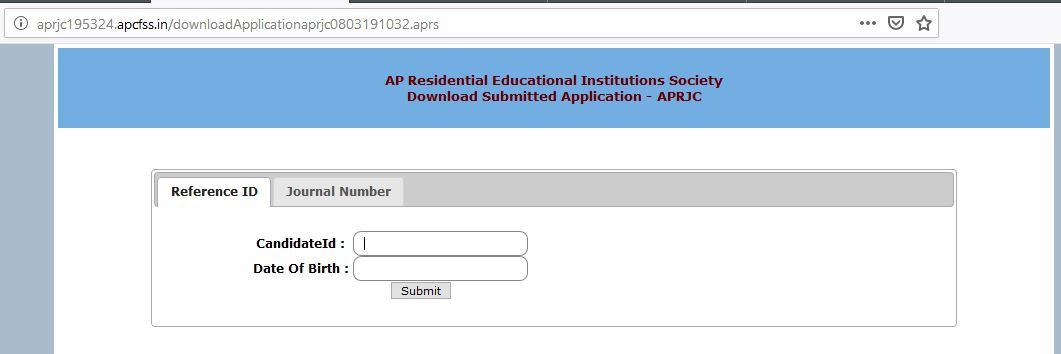 aprjc195324.apcfss.in/downloadApplicationaprjc0803191032.aprs
AP Residential Educational Institutions Society
Download Submitted Application - APRJC
Reference ID Journal Number
CandidateId :
Date Of Birth :
Submit